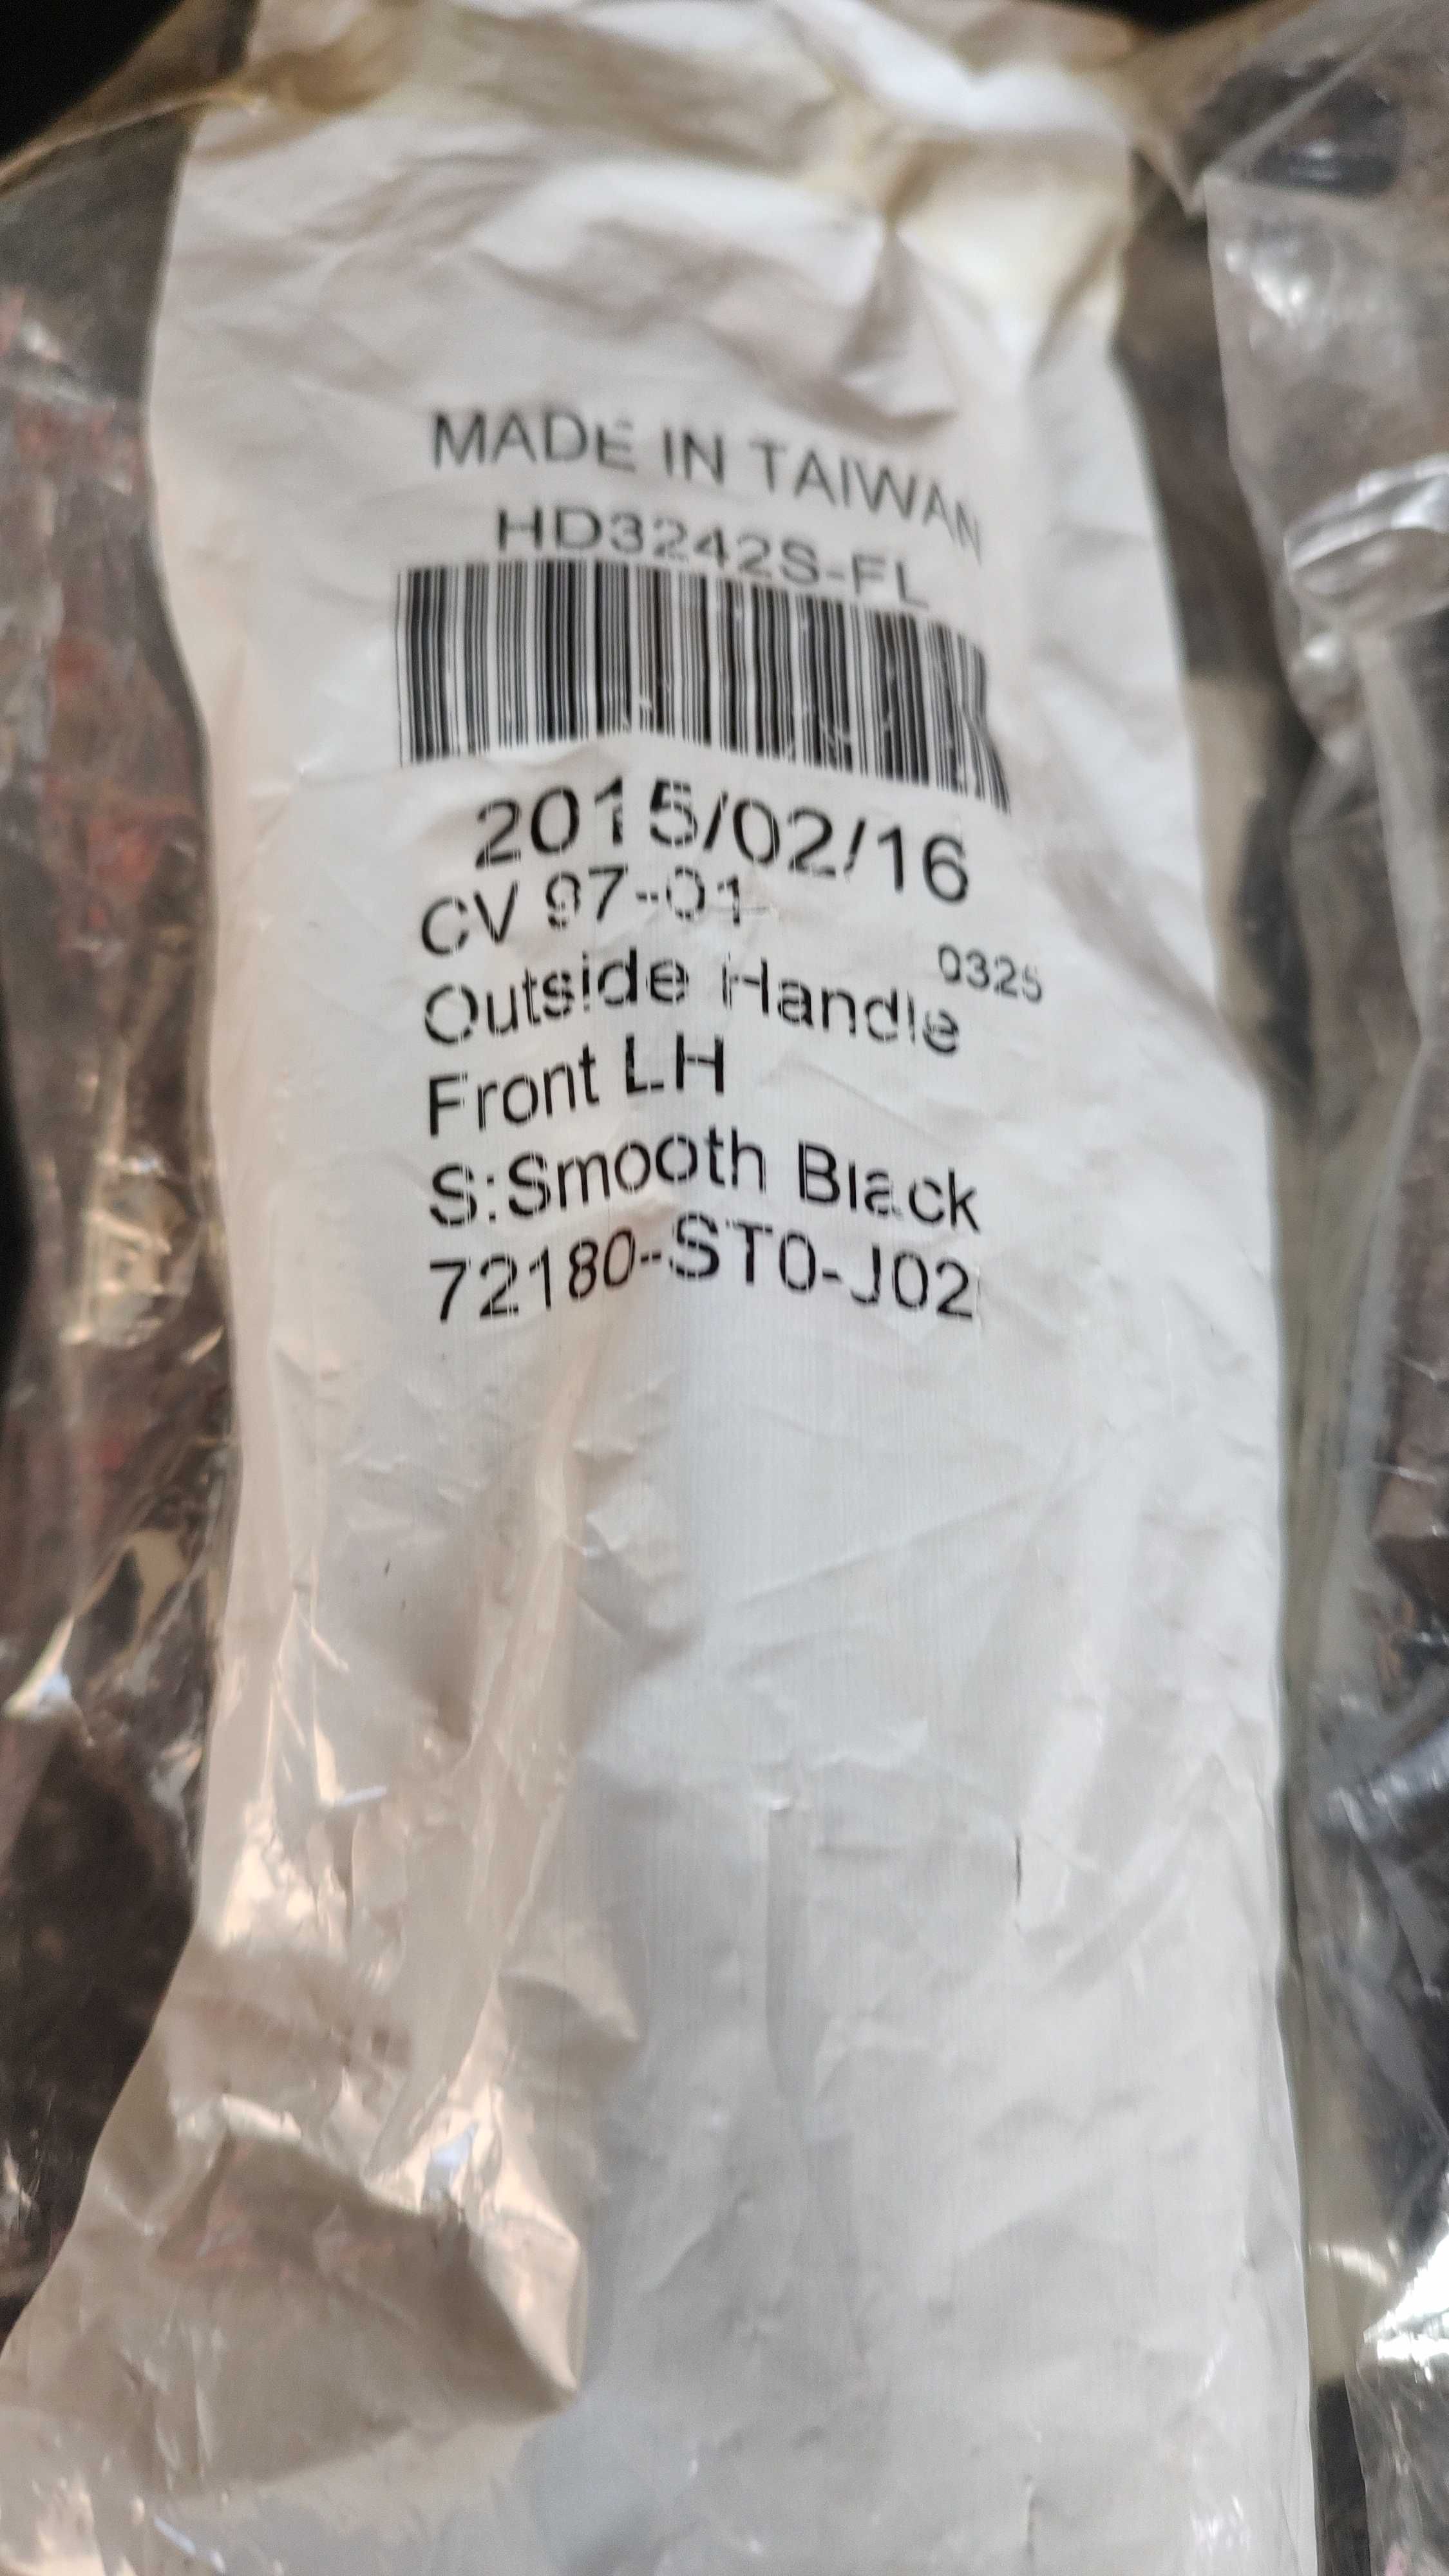 MADE IN TAIWAN
HD3242S-FL
2015/02/16
CV 97-01
0325
Outside Handle
Front LH
S:Smooth Black
72180-ST0-J02